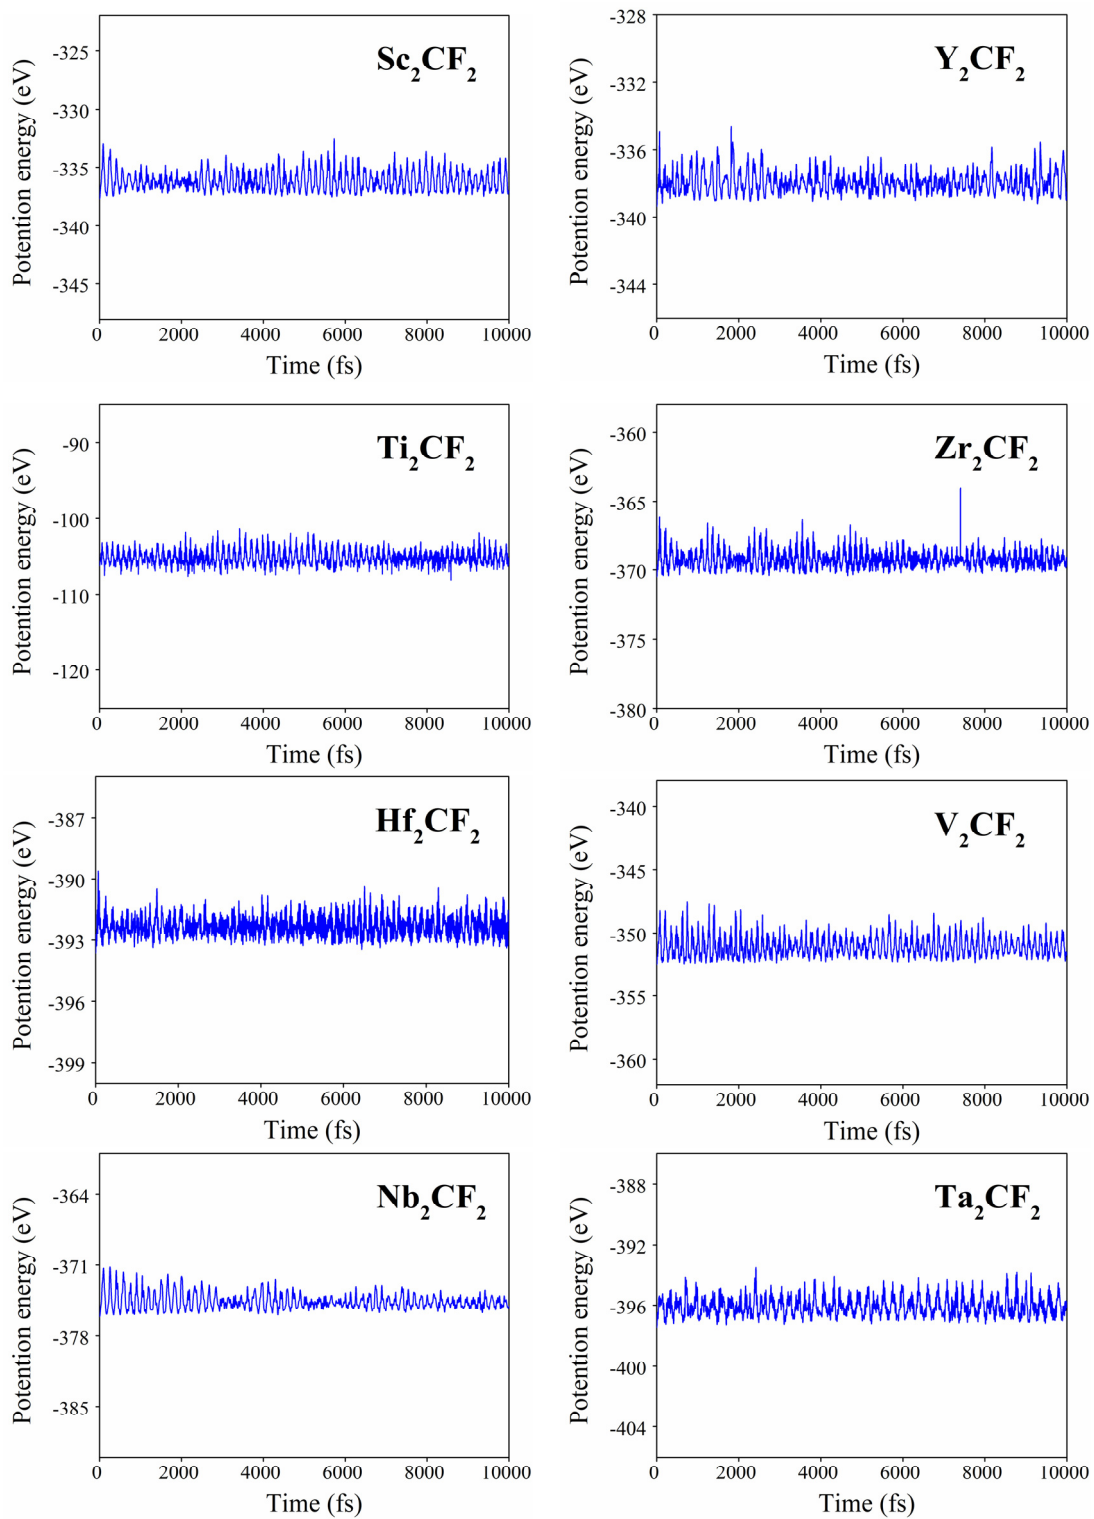 Sc₂CF₂
Potention energy (eV)
-325
-330
-335
-340
-345
0 2000 4000 6000 8000 10000
Time (fs)
Y₂CF₂
Potention energy (eV)
-328
-332
-336
-340
-344
0 2000 4000 6000 8000 10000
Time (fs)
Ti₂CF₂
Potention energy (eV)
-90
-100
-110
-120
0 2000 4000 6000 8000 10000
Time (fs)
Zr₂CF₂
Potention energy (eV)
-360
-365
-370
-375
-380
0 2000 4000 6000 8000 10000
Time (fs)
Hf₂CF₂
Potention energy (eV)
-387
-390
-393
-396
-399
0 2000 4000 6000 8000 10000
Time (fs)
V₂CF₂
Potention energy (eV)
-340
-345
-350
-355
-360
0 2000 4000 6000 8000 10000
Time (fs)
Nb₂CF₂
Potention energy (eV)
-364
-371
-378
-385
0 2000 4000 6000 8000 10000
Time (fs)
Ta₂CF₂
Potention energy (eV)
-388
-392
-396
-400
-404
0 2000 4000 6000 8000 10000
Time (fs)